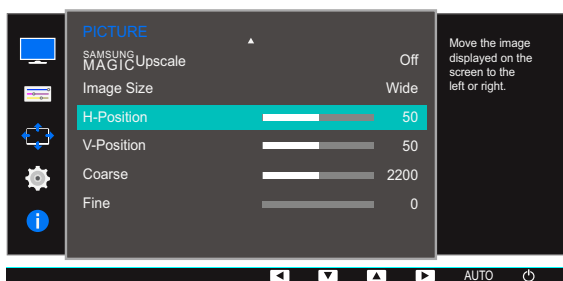 PICTURE
SAMSUNG
MAGIC Upscale Off
Image Size Wide
H-Position 50
V-Position 50
Coarse 2200
Fine 0
Move the image
displayed on the
screen to the
left or right.
AUTO